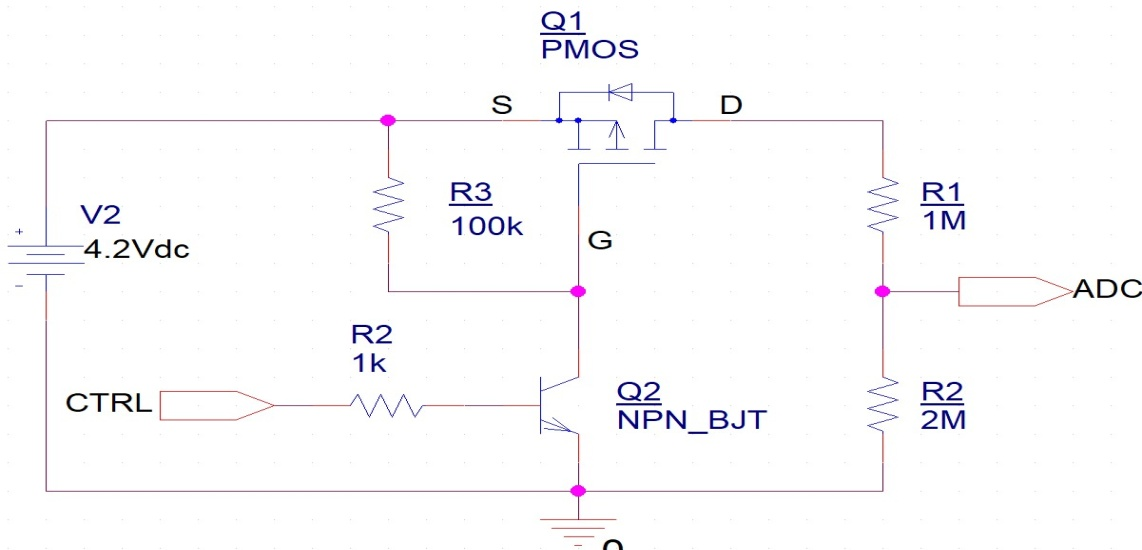 Q1
PMOS
S
D
R3
100k
R1
1M
V2
+
4.2Vdc
-
G
ADC
R2
1k
CTRL
Q2
NPN_BJT
R2
2M
0